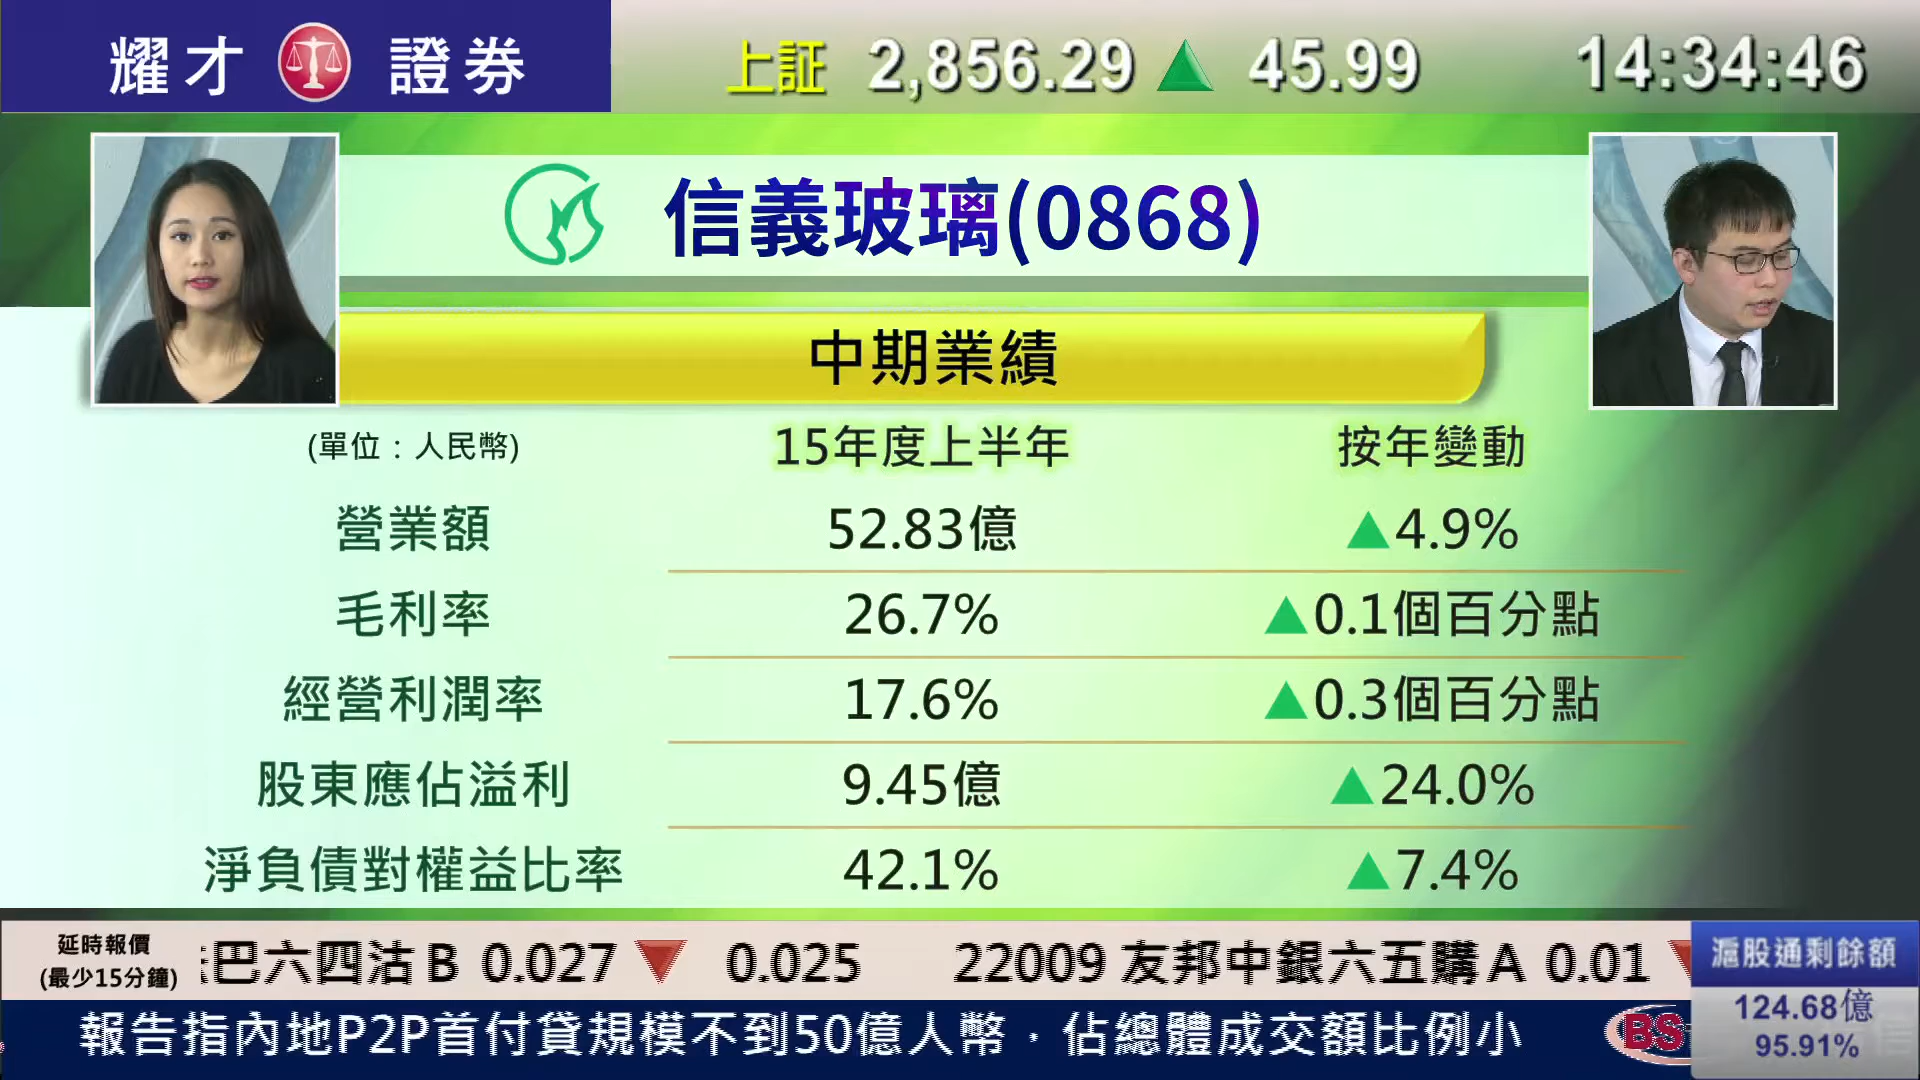 耀才 證券
上証 2,856.29 ▲ 45.99
14:34:46
信義玻璃(0868)
中期業績
(單位：人民幣) 15年度上半年 按年變動
營業額 52.83億 ▲4.9%
毛利率 26.7% ▲0.1個百分點
經營利潤率 17.6% ▲0.3個百分點
股東應佔溢利 9.45億 ▲24.0%
淨負債對權益比率 42.1% ▲7.4%
延時報價
(最少15分鐘)
巴六四沽B 0.027 ▼ 0.025 22009 友邦中銀六五購A 0.01
滬股通剩餘額
124.68億
95.91%
報告指內地P2P首付貸規模不到50億人幣，佔總體成交額比例小
BS